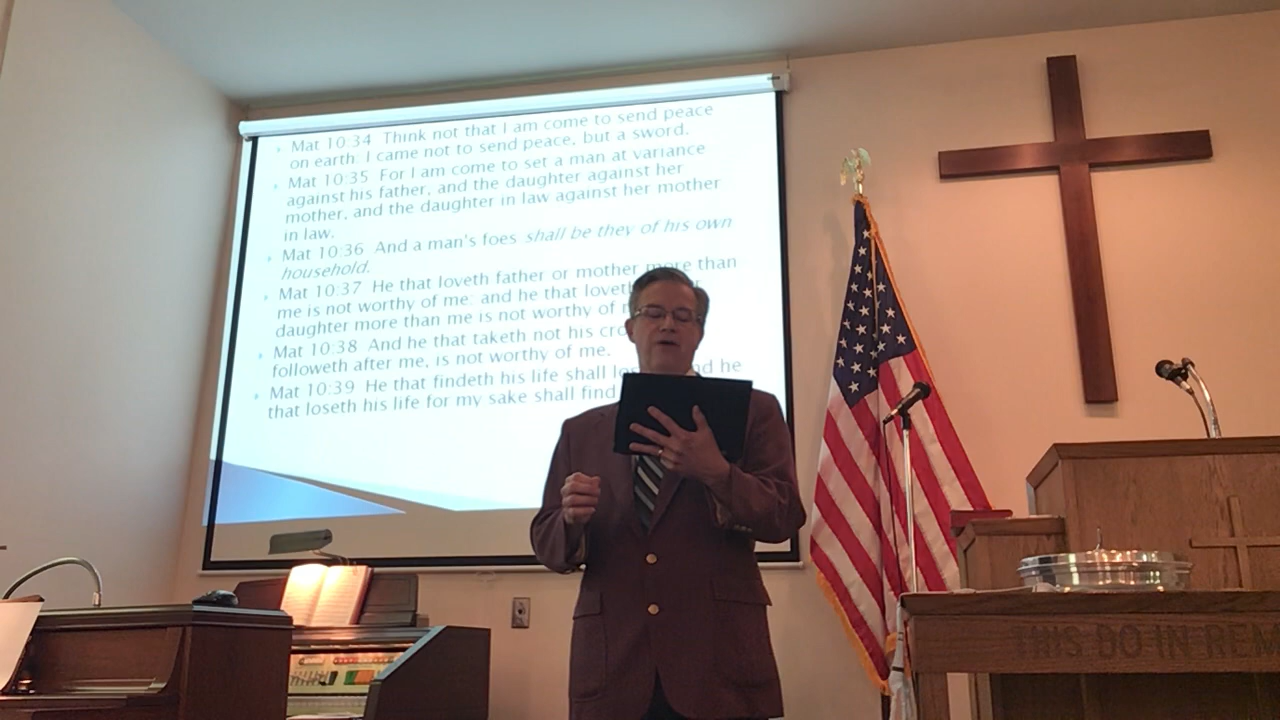 Mat 10:34 Think not that I am come to send peace
on earth: I came not to send peace, but a sword.
Mat 10:35 For I am come to set a man at variance
against his father, and the daughter against her
mother, and the daughter in law against her mother
in law.
Mat 10:36 And a man's foes shall be they of his own
household.
Mat 10:37 He that loveth father or mother more than
me is not worthy of me: and he that loveth
daughter more than me is not worthy of
Mat 10:38 And he that taketh not his
followeth after me, is not worthy of me.
Mat 10:39 He that findeth his life shall he
that loseth his life for my sake shall find
THIS DO IN REM